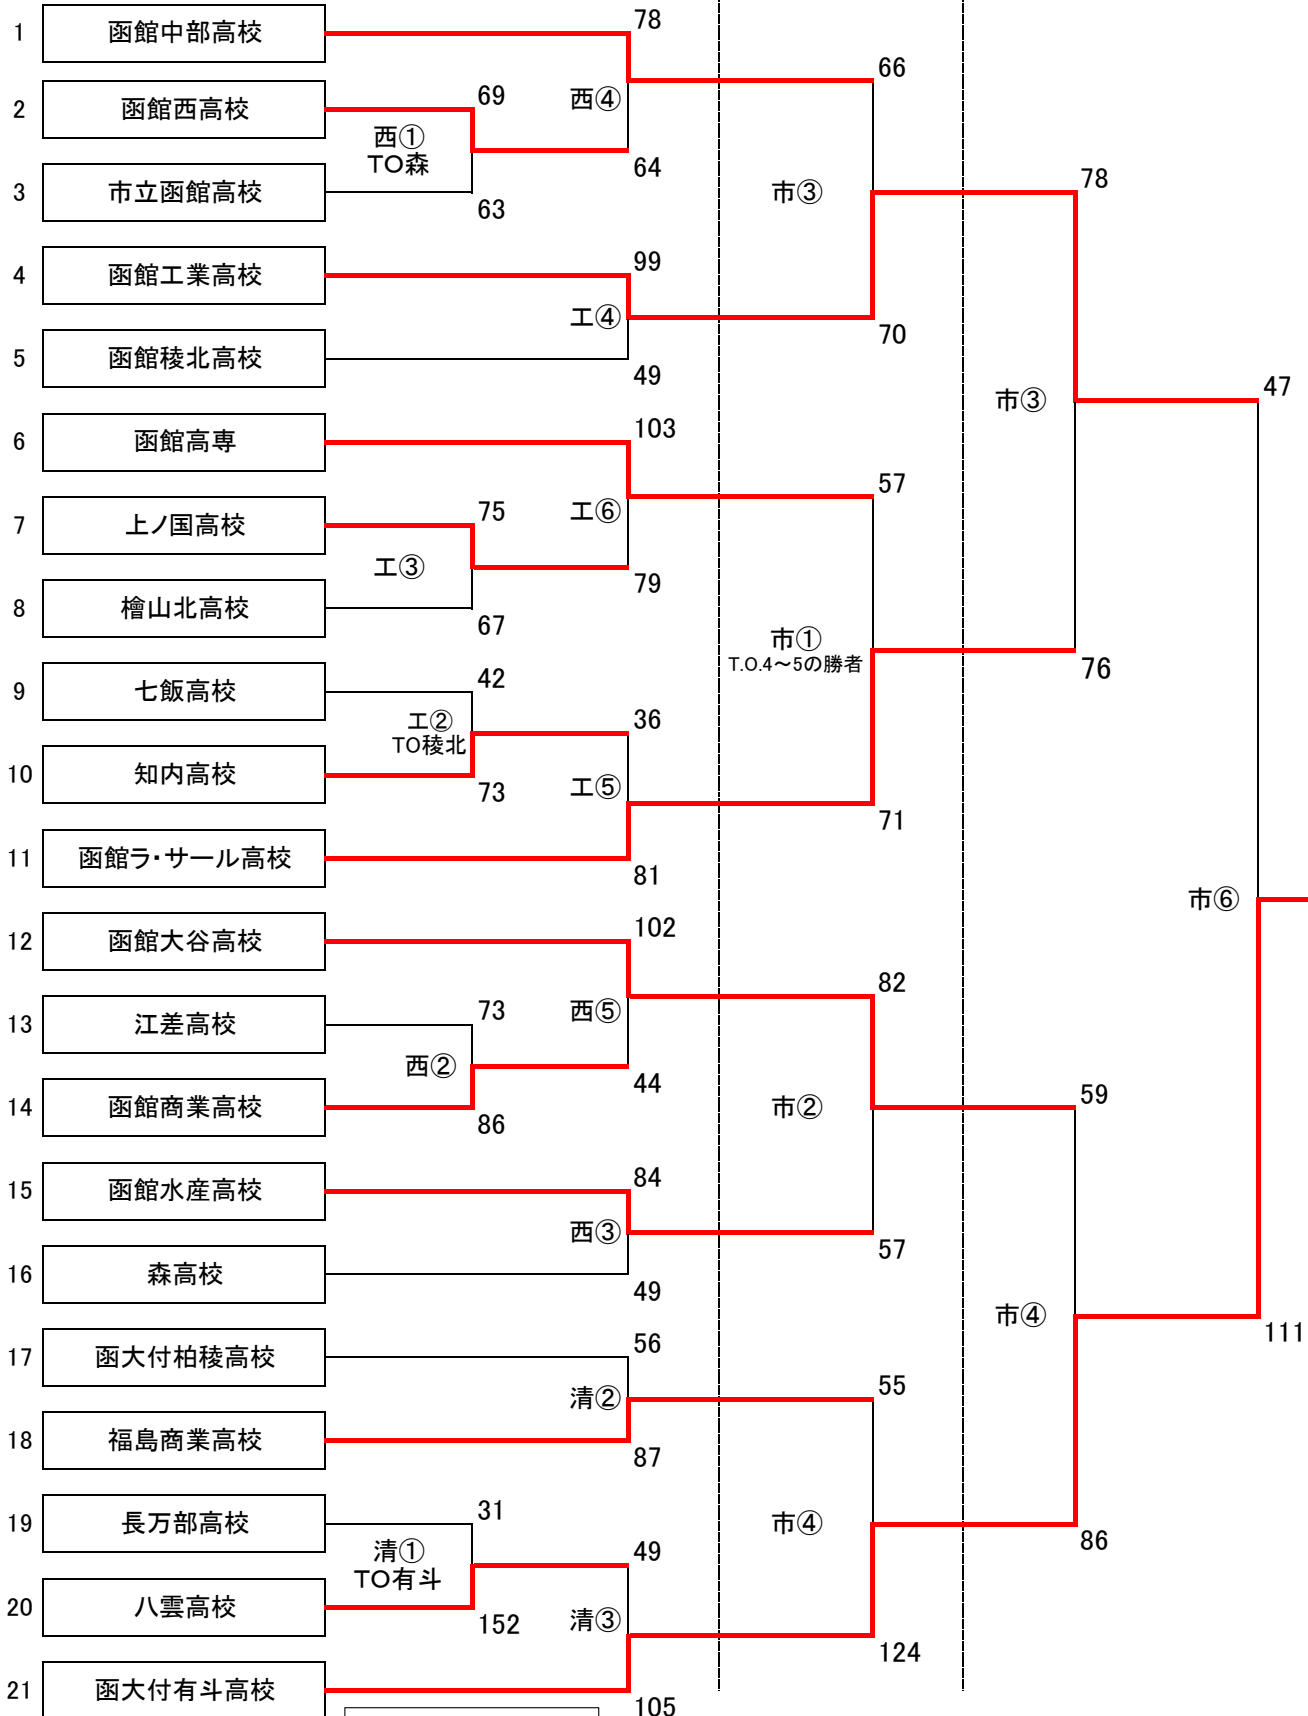 78
1 函館中部高校
66
2 函館西高校
69
西④
西①
TO森
64
78
3 市立函館高校
63
市③
4 函館工業高校
99
工④
70
5 函館稜北高校
49
市③
47
6 函館高専
103
57
7 上ノ国高校
75
工⑥
工③
79
8 檜山北高校
67
市①
T.O.4～5の勝者
76
9 七飯高校
42
36
工②
TO稜北
10 知内高校
73
工⑤
71
11 函館ラ・サール高校
81
市⑥
12 函館大谷高校
102
82
13 江差高校
73
西⑤
西②
44
59
14 函館商業高校
86
市②
15 函館水産高校
84
西③
57
16 森高校
49
市④
111
17 函大付柏稜高校
56
清②
55
18 福島商業高校
87
19 長万部高校
31
市④
86
清①
TO有斗
49
20 八雲高校
152
清③
124
21 函大付有斗高校
105